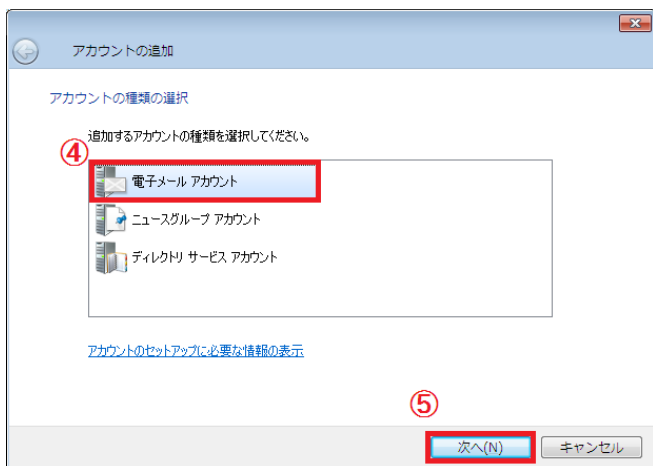 アカウントの追加
アカウントの種類の選択
追加するアカウントの種類を選択してください。
④
電子メール アカウント
ニュースグループ アカウント
ディレクトリ サービス アカウント
アカウントのセットアップに必要な情報の表示
⑤
次へ(N) キャンセル